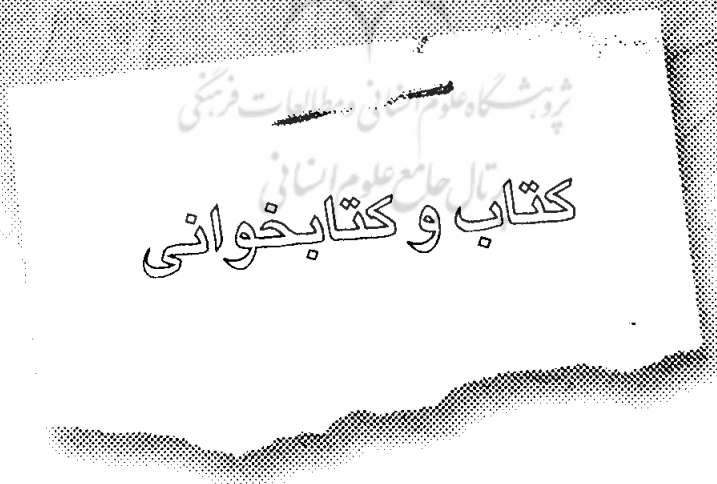 پژوهشگاه علوم انسانی و مطالعات فرهنگی
پرتال جامع علوم انسانی
کتاب و کتابخوانی